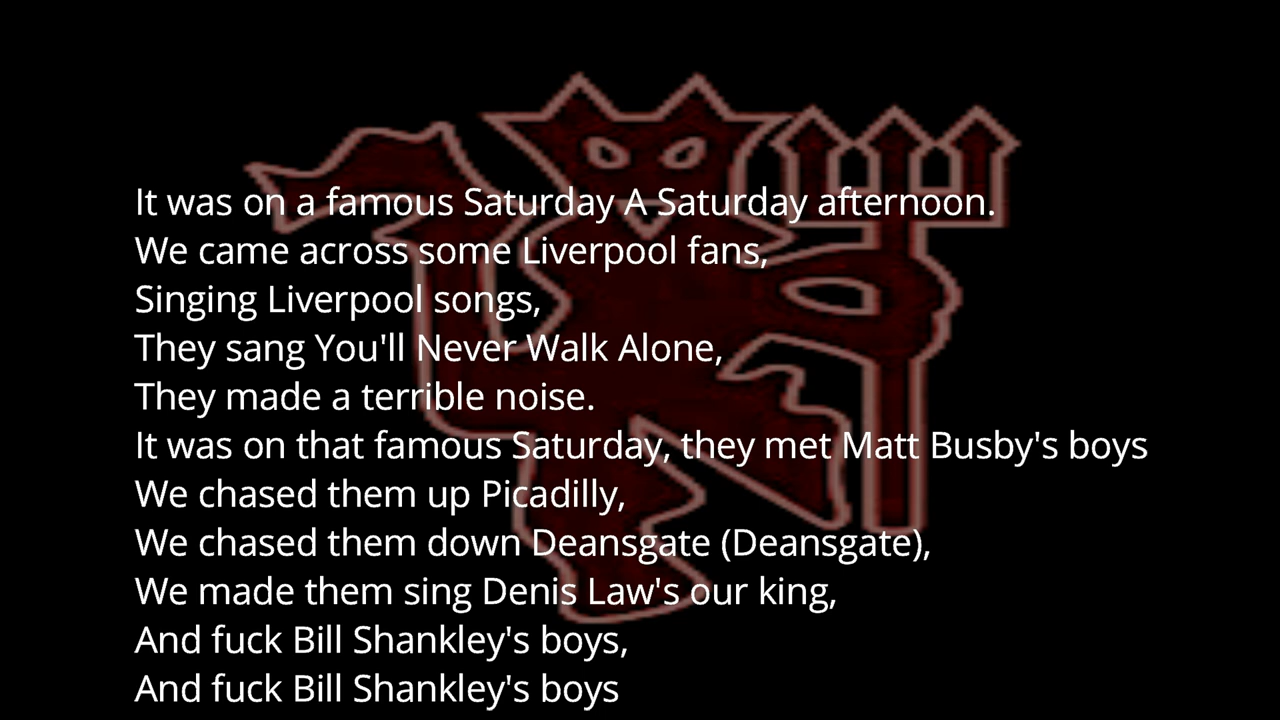 It was on a famous Saturday A Saturday afternoon.
We came across some Liverpool fans,
Singing Liverpool songs,
They sang You'll Never Walk Alone,
They made a terrible noise.
It was on that famous Saturday, they met Matt Busby's boys
We chased them up Picadilly,
We chased them down Deansgate (Deansgate),
We made them sing Denis Law's our king,
And fuck Bill Shankley's boys,
And fuck Bill Shankley's boys